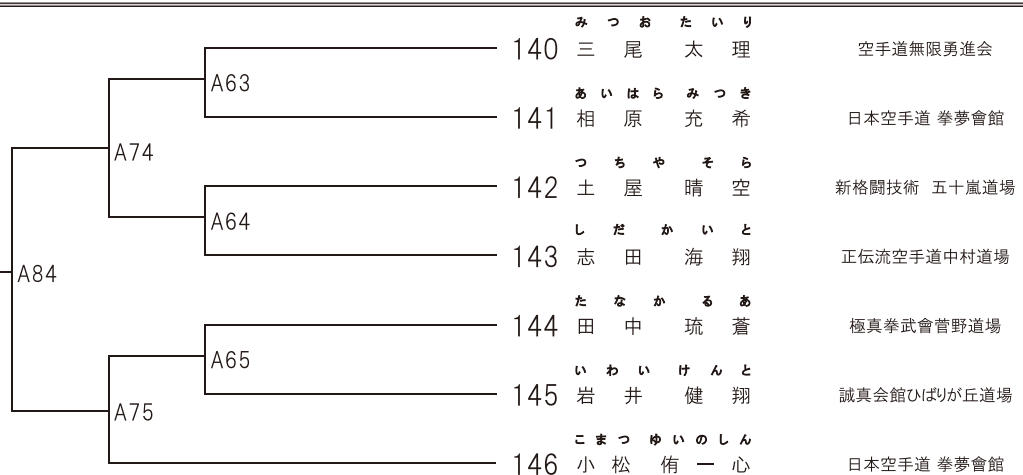 みつおたいり
140 三尾 太理 空手道無限勇進会
A63
あいはらみつき
141 相原 充希 日本空手道 拳夢會館
A74
つちやそら
142 土屋 晴空 新格闘技術 五十嵐道場
A64
しだかいと
143 志田 海翔 正伝流空手道中村道場
A84
たなかるあ
144 田中 琉蒼 極真拳武會菅野道場
A65
いわいけんと
145 岩井 健翔 誠真会館ひばりが丘道場
A75
こまつゆいのしん
146 小松 侑一心 日本空手道 拳夢會館